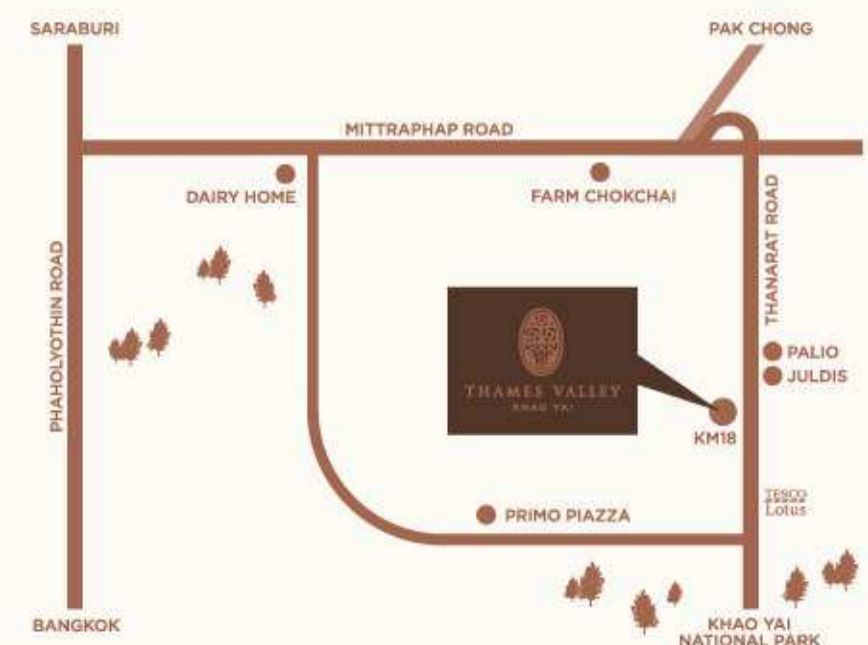 SARABURI
PAK CHONG
MITTRAPHAP ROAD
DAIRY HOME
FARM CHOKCHAI
PHAHOLYOTHIN ROAD
THANARAT ROAD
THAMES VALLEY
KHAO YAI
PALIO
JULDIS
KM18
TESCO
Lotus
PRIMO PIAZZA
BANGKOK
KHAO YAI
NATIONAL PARK